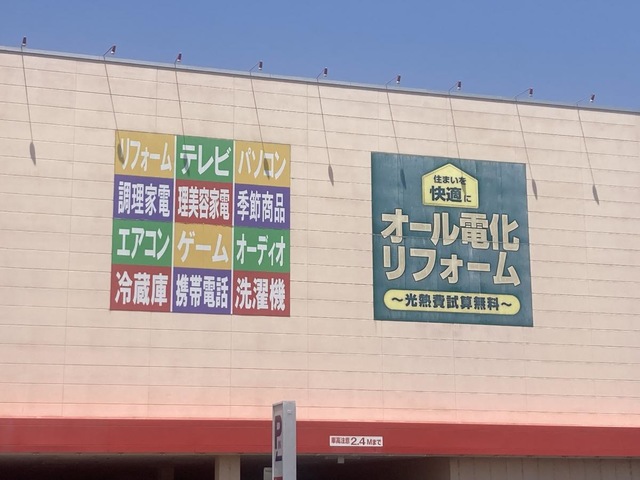 リフォーム テレビ パソコン
調理家電 理美容家電 季節商品
エアコン ゲーム オーディオ
冷蔵庫 携帯電話 洗濯機
住まいを
快適に
オール電化
リフォーム
～光熱費試算無料～
P
車高注意 2.4Mまで